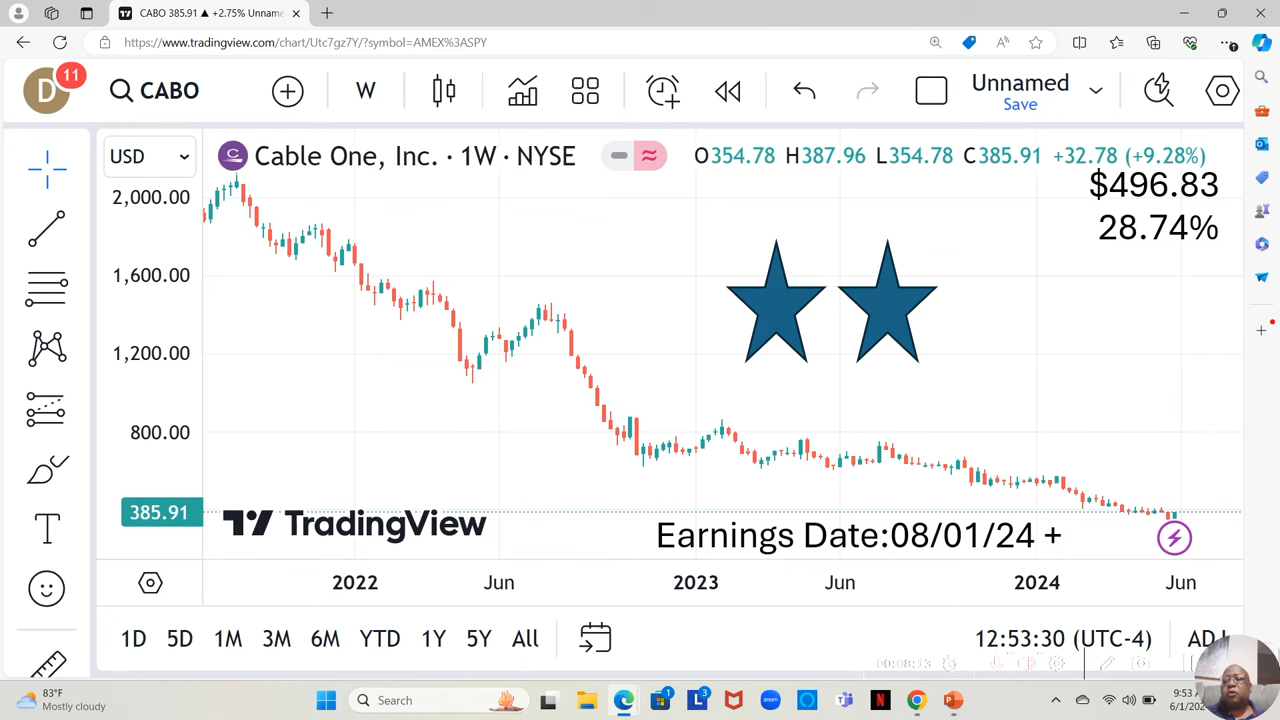 CABO 385.91 ▲ +2.75% Unname
https://www.tradingview.com/chart/Utc7gz7Y/?symbol=AMEX%3ASPY
D
11
CABO
W
Unnamed
Save
USD
Cable One, Inc. · 1W · NYSE
O354.78 H387.96 L354.78 C385.91 +32.78 (+9.28%)
$496.83
28.74%
2,000.00
1,600.00
1,200.00
800.00
385.91
TradingView
Earnings Date:08/01/24 +
2022
Jun
2023
Jun
2024
Jun
1D 5D 1M 3M 6M YTD 1Y 5Y All
12:53:30 (UTC-4)
83°F
Mostly cloudy
Search
1
3
zoom
9:53